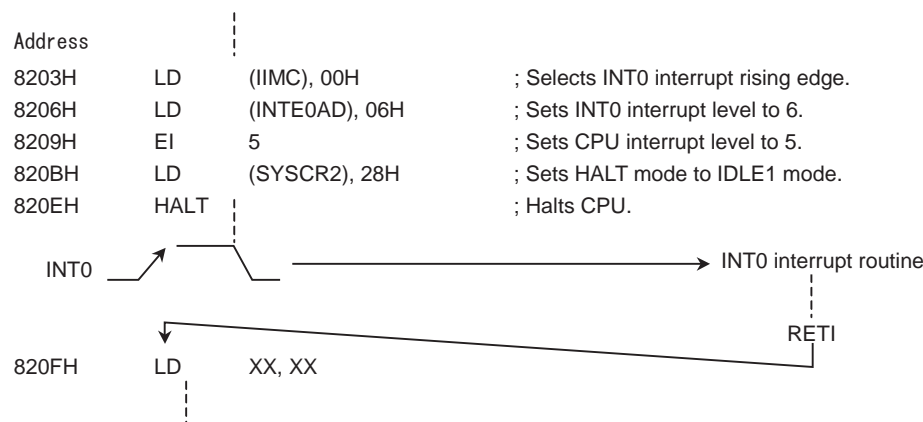 Address
8203H LD (IIMC), 00H ; Selects INT0 interrupt rising edge.
8206H LD (INTE0AD), 06H ; Sets INT0 interrupt level to 6.
8209H EI 5 ; Sets CPU interrupt level to 5.
820BH LD (SYSCR2), 28H ; Sets HALT mode to IDLE1 mode.
820EH HALT ; Halts CPU.
INT0 INT0 interrupt routine
RETI
820FH LD XX, XX